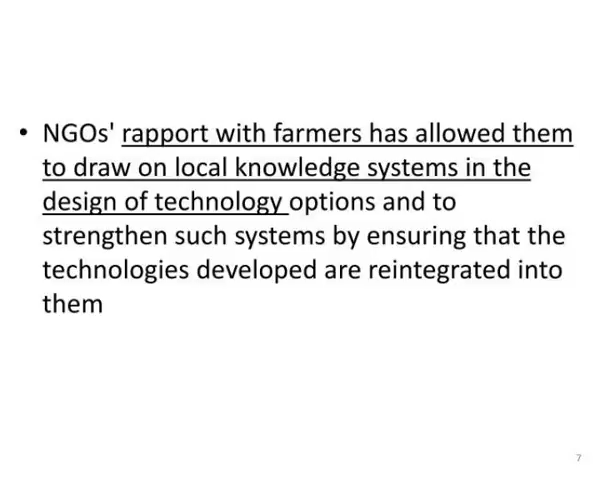 • NGOs' rapport with farmers has allowed them
to draw on local knowledge systems in the
design of technology options and to
strengthen such systems by ensuring that the
technologies developed are reintegrated into
them
7